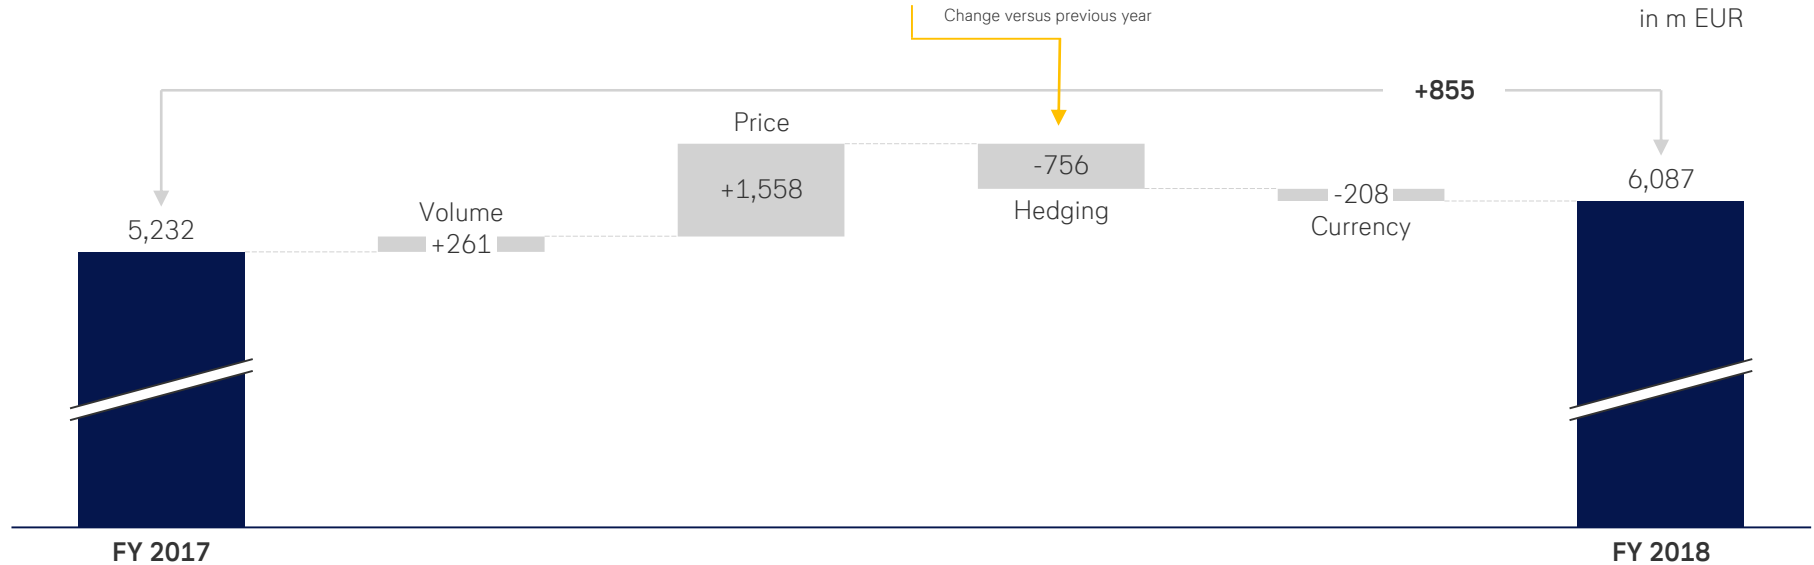 Change versus previous year
in m EUR
+855
Price
-756
6,087
+1,558
-208
Volume
Hedging
5,232
Currency
+261
FY 2017
FY 2018